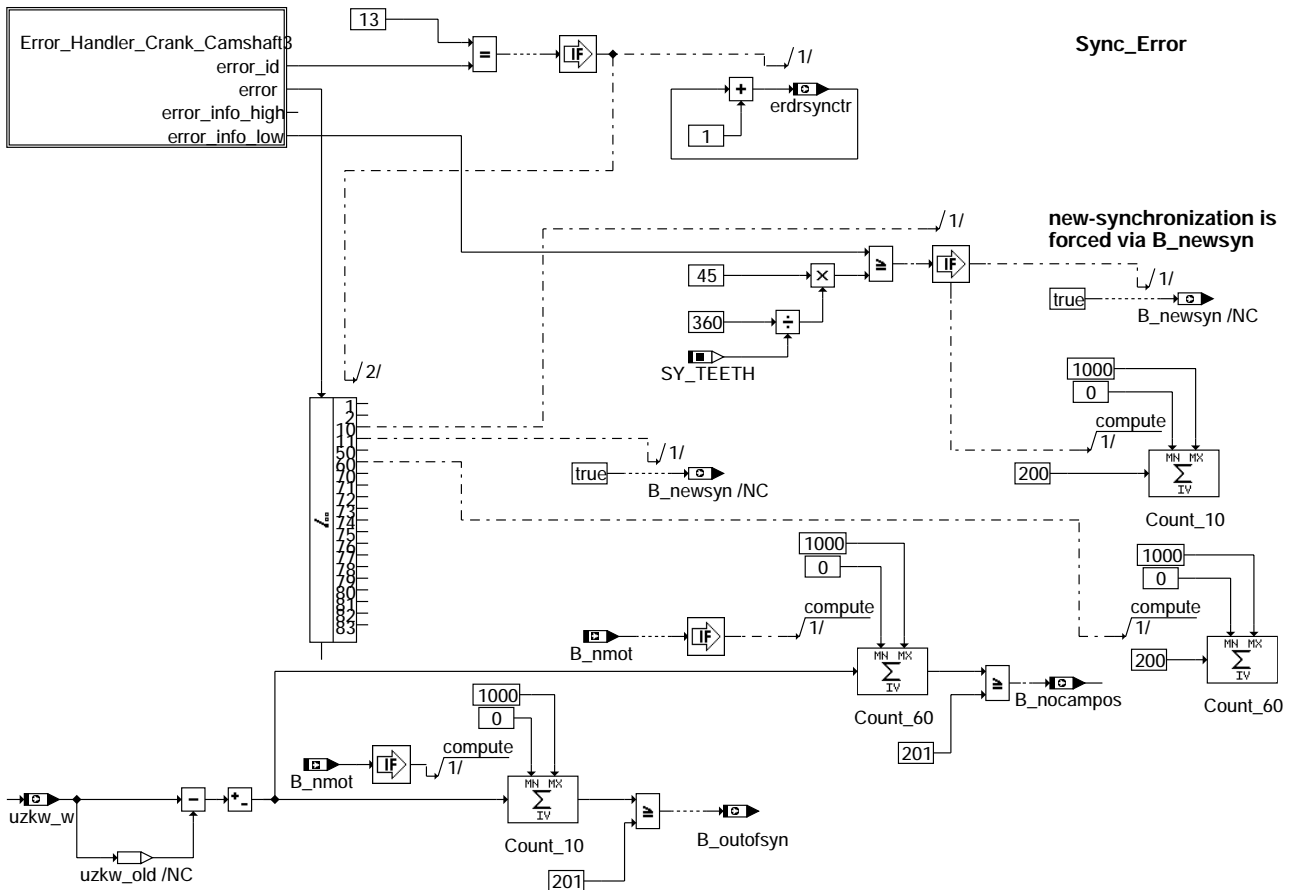 13
Sync_Error
Error_Handler_Crank_Camshaft3
error_id
error
error_info_high
error_info_low
=
IF
1/
+
erdrsynctr
1
2/
1/
new-synchronization is
forced via B_newsyn
45
×
≥
IF
1/
360
÷
true
B_newsyn /NC
SY_TEETH
1
2
10
11
50
60
70
71
72
73
74
75
76
77
78
79
80
81
82
83
1/
true
B_newsyn /NC
1000
0
compute
1/
MN MX
200
Σ
IV
Count_10
1000
0
compute
1/
B_nmot
IF
MN MX
Σ
IV
Count_60
≥
B_nocampos
201
1000
0
compute
1/
MN MX
200
Σ
IV
Count_60
1000
0
compute
1/
B_nmot
IF
MN MX
Σ
IV
Count_10
≥
B_outofsyn
201
uzkw_w
−
+-
uzkw_old /NC